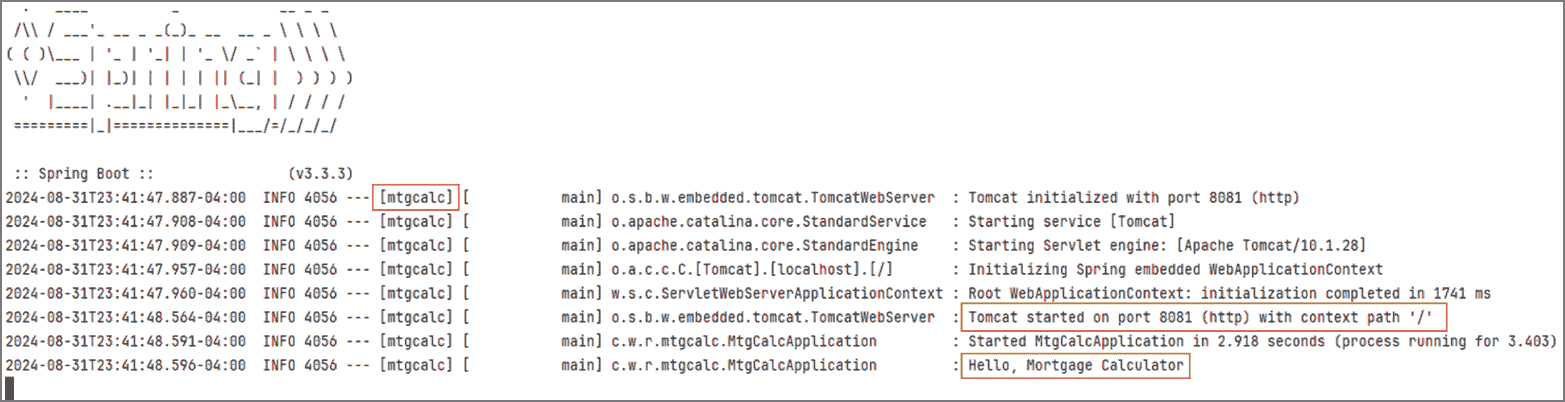 .   ____          _            __ _ _
 /\\ / ___'_ __ _ _(_)_ __  __ _ \ \ \ \
( ( )\___ | '_ | '_| | '_ \/ _` | \ \ \ \
 \\/  ___)| |_)| | | | | || (_| |  ) ) ) )
  '  |____| .__|_| |_|_| |_\__, | / / / /
 =========|_|==============|___/=/_/_/_/
 :: Spring Boot ::                (v3.3.3)
2024-08-31T23:41:47.887-04:00  INFO 4056 --- [mtgcalc] [           main] o.s.b.w.embedded.tomcat.TomcatWebServer  : Tomcat initialized with port 8081 (http)
2024-08-31T23:41:47.908-04:00  INFO 4056 --- [mtgcalc] [           main] o.apache.catalina.core.StandardService   : Starting service [Tomcat]
2024-08-31T23:41:47.909-04:00  INFO 4056 --- [mtgcalc] [           main] o.apache.catalina.core.StandardEngine    : Starting Servlet engine: [Apache Tomcat/10.1.28]
2024-08-31T23:41:47.957-04:00  INFO 4056 --- [mtgcalc] [           main] o.a.c.c.C.[Tomcat].[localhost].[/]       : Initializing Spring embedded WebApplicationContext
2024-08-31T23:41:47.960-04:00  INFO 4056 --- [mtgcalc] [           main] w.s.c.ServletWebServerApplicationContext : Root WebApplicationContext: initialization completed in 1741 ms
2024-08-31T23:41:48.564-04:00  INFO 4056 --- [mtgcalc] [           main] o.s.b.w.embedded.tomcat.TomcatWebServer  : Tomcat started on port 8081 (http) with context path '/'
2024-08-31T23:41:48.591-04:00  INFO 4056 --- [mtgcalc] [           main] c.w.r.mtgcalc.MtgCalcApplication         : Started MtgCalcApplication in 2.918 seconds (process running for 3.403)
2024-08-31T23:41:48.596-04:00  INFO 4056 --- [mtgcalc] [           main] c.w.r.mtgcalc.MtgCalcApplication         : Hello, Mortgage Calculator